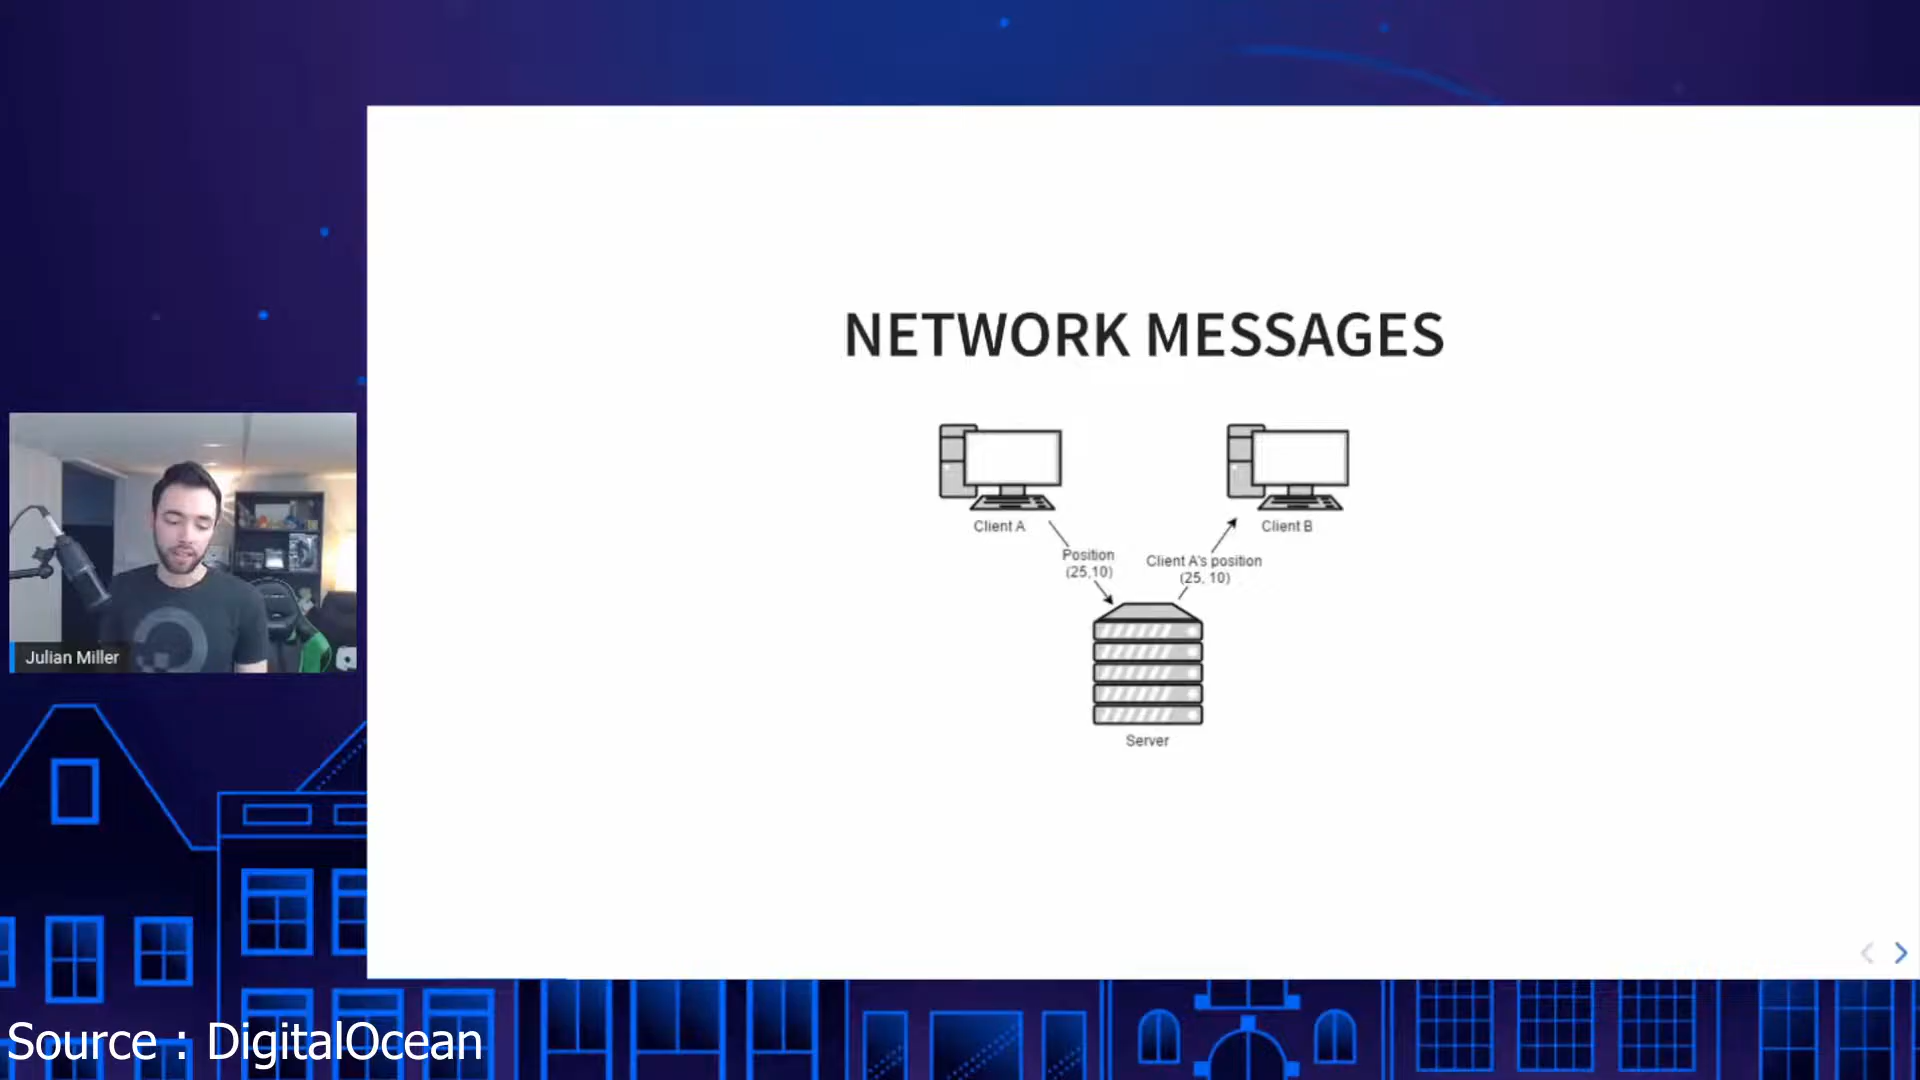 NETWORK MESSAGES
Client A
Client B
Position
(25,10)
Client A's position
(25, 10)
Server
Julian Miller
Source : DigitalOcean